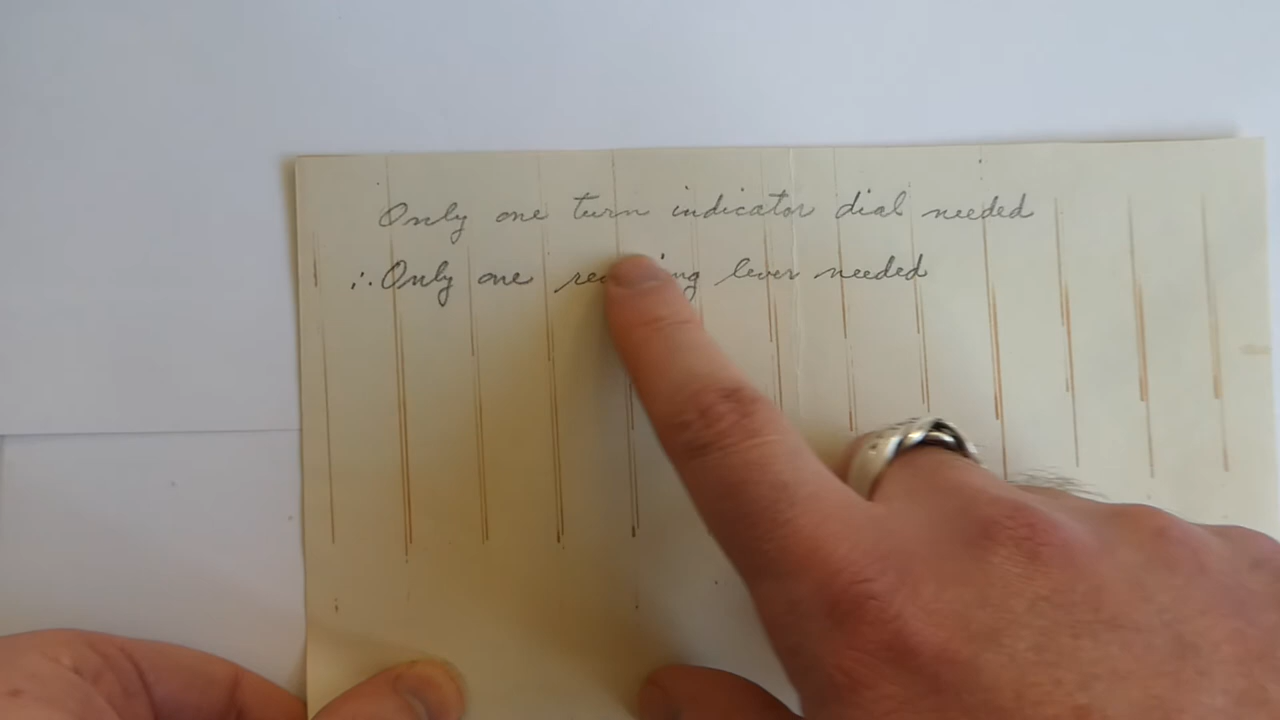 Only one turn indicator dial needed
∴ Only one lever needed